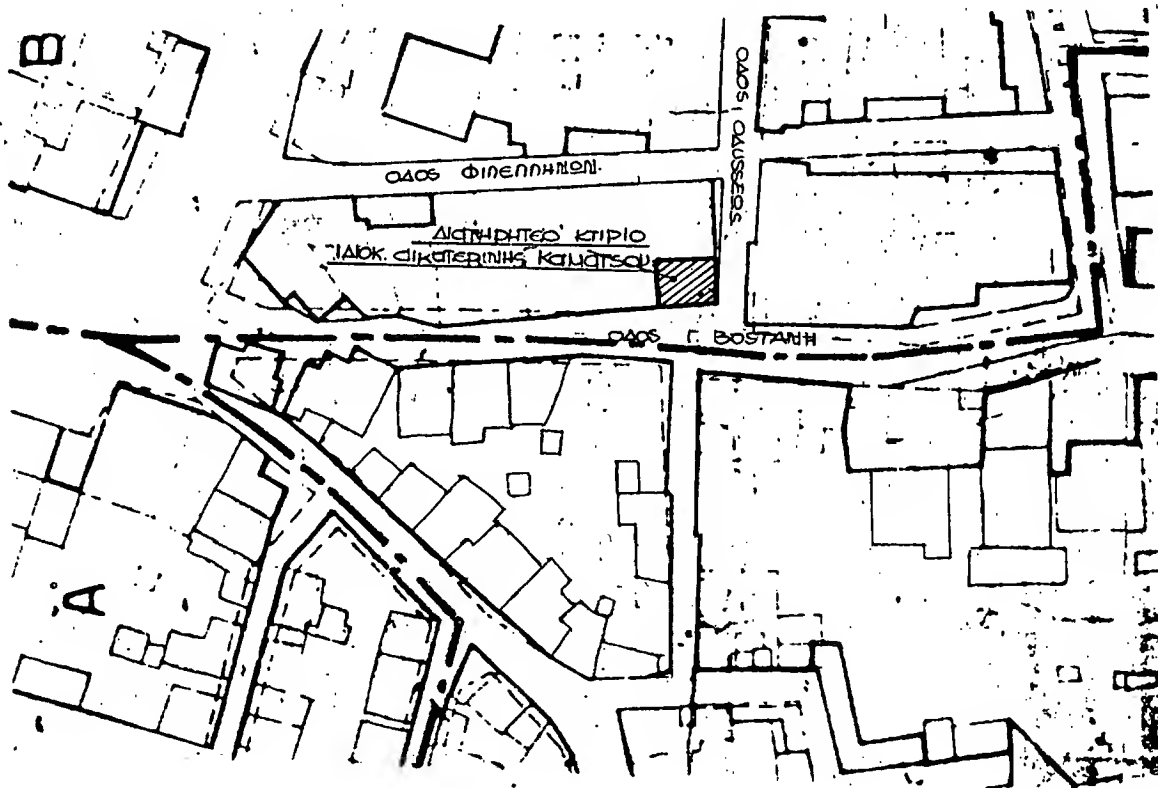 Β
ΟΔΟΣ ΟΔΥΣΣΕΩΣ
ΟΔΟΣ ΦΙΛΕΛΛΗΝΩΝ
ΔΙΑΤΗΡΗΤΕΟ ΚΤΙΡΙΟ
ΙΔΙΟΚ. ΑΙΚΑΤΕΡΙΝΗΣ ΚΑΜΑΤΣΟΥ
ΟΔΟΣ Γ. ΒΟΣΤΑΝΗ
Α